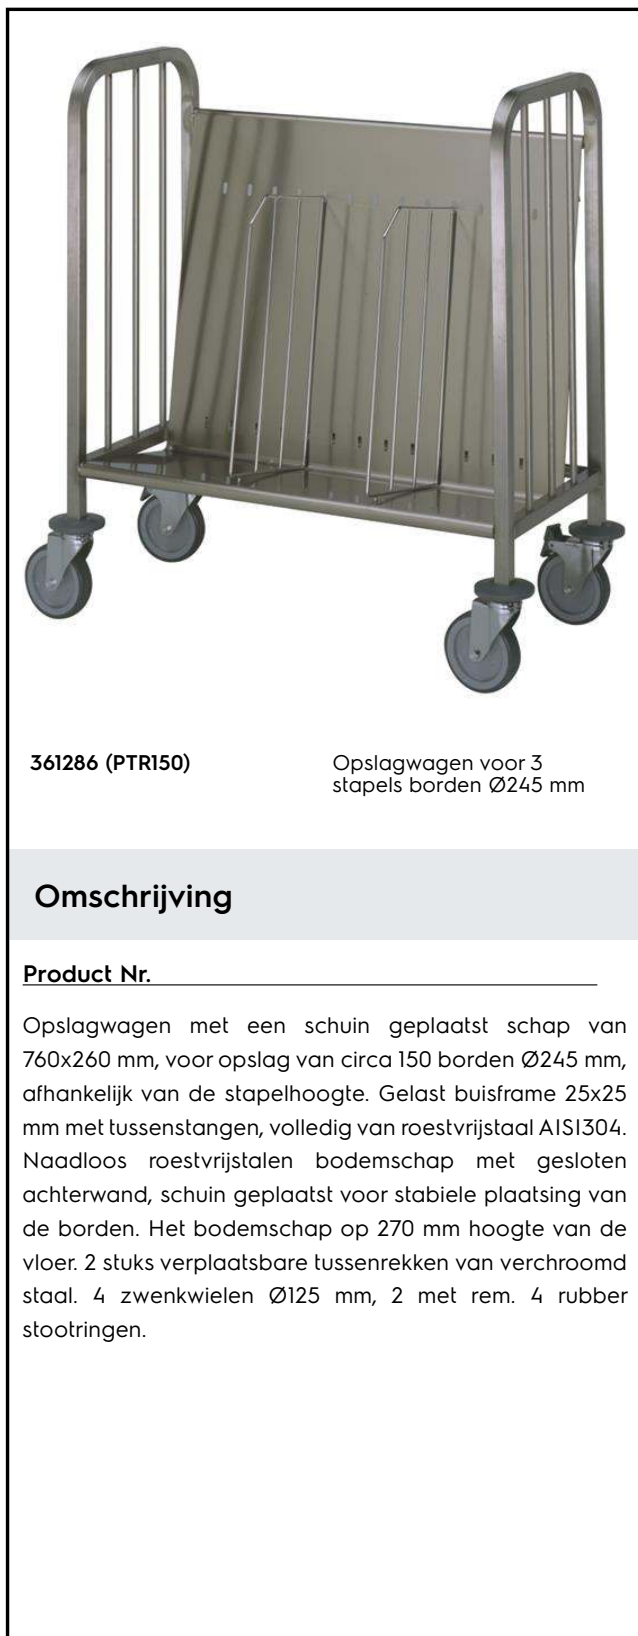 361286 (PTR150)
Opslagwagen voor 3
stapels borden Ø245 mm
Omschrijving
Product Nr.
Opslagwagen met een schuin geplaatst schap van
760x260 mm, voor opslag van circa 150 borden Ø245 mm,
afhankelijk van de stapelhoogte. Gelast buisframe 25x25
mm met tussenstangen, volledig van roestvrijstaal AISI304.
Naadloos roestvrijstalen bodemschap met gesloten
achterwand, schuin geplaatst voor stabiele plaatsing van
de borden. Het bodemschap op 270 mm hoogte van de
vloer. 2 stuks verplaatsbare tussenrekken van verchroomd
staal. 4 zwenkwielen Ø125 mm, 2 met rem. 4 rubber
stootringen.